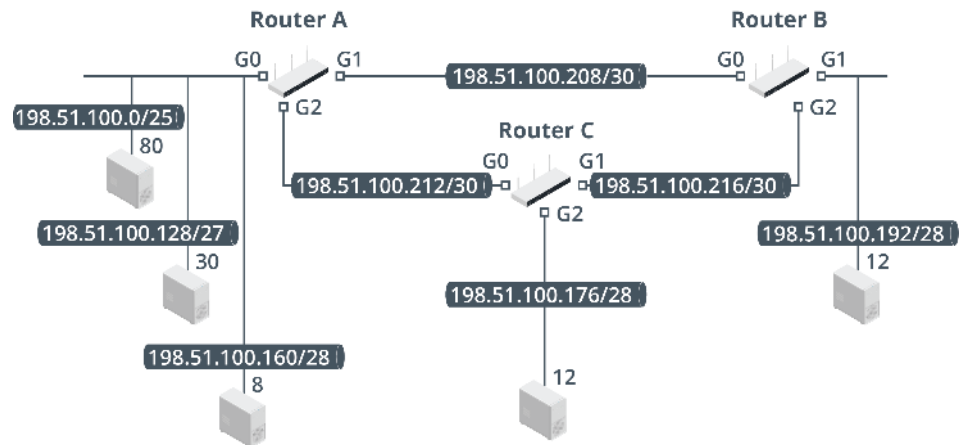 Router A
Router B
G0
G1
198.51.100.208/30
G0
G1
G2
G2
198.51.100.0/25
80
Router C
G0
G1
198.51.100.212/30
198.51.100.216/30
G2
198.51.100.128/27
198.51.100.192/28
30
12
198.51.100.176/28
198.51.100.160/28
8
12